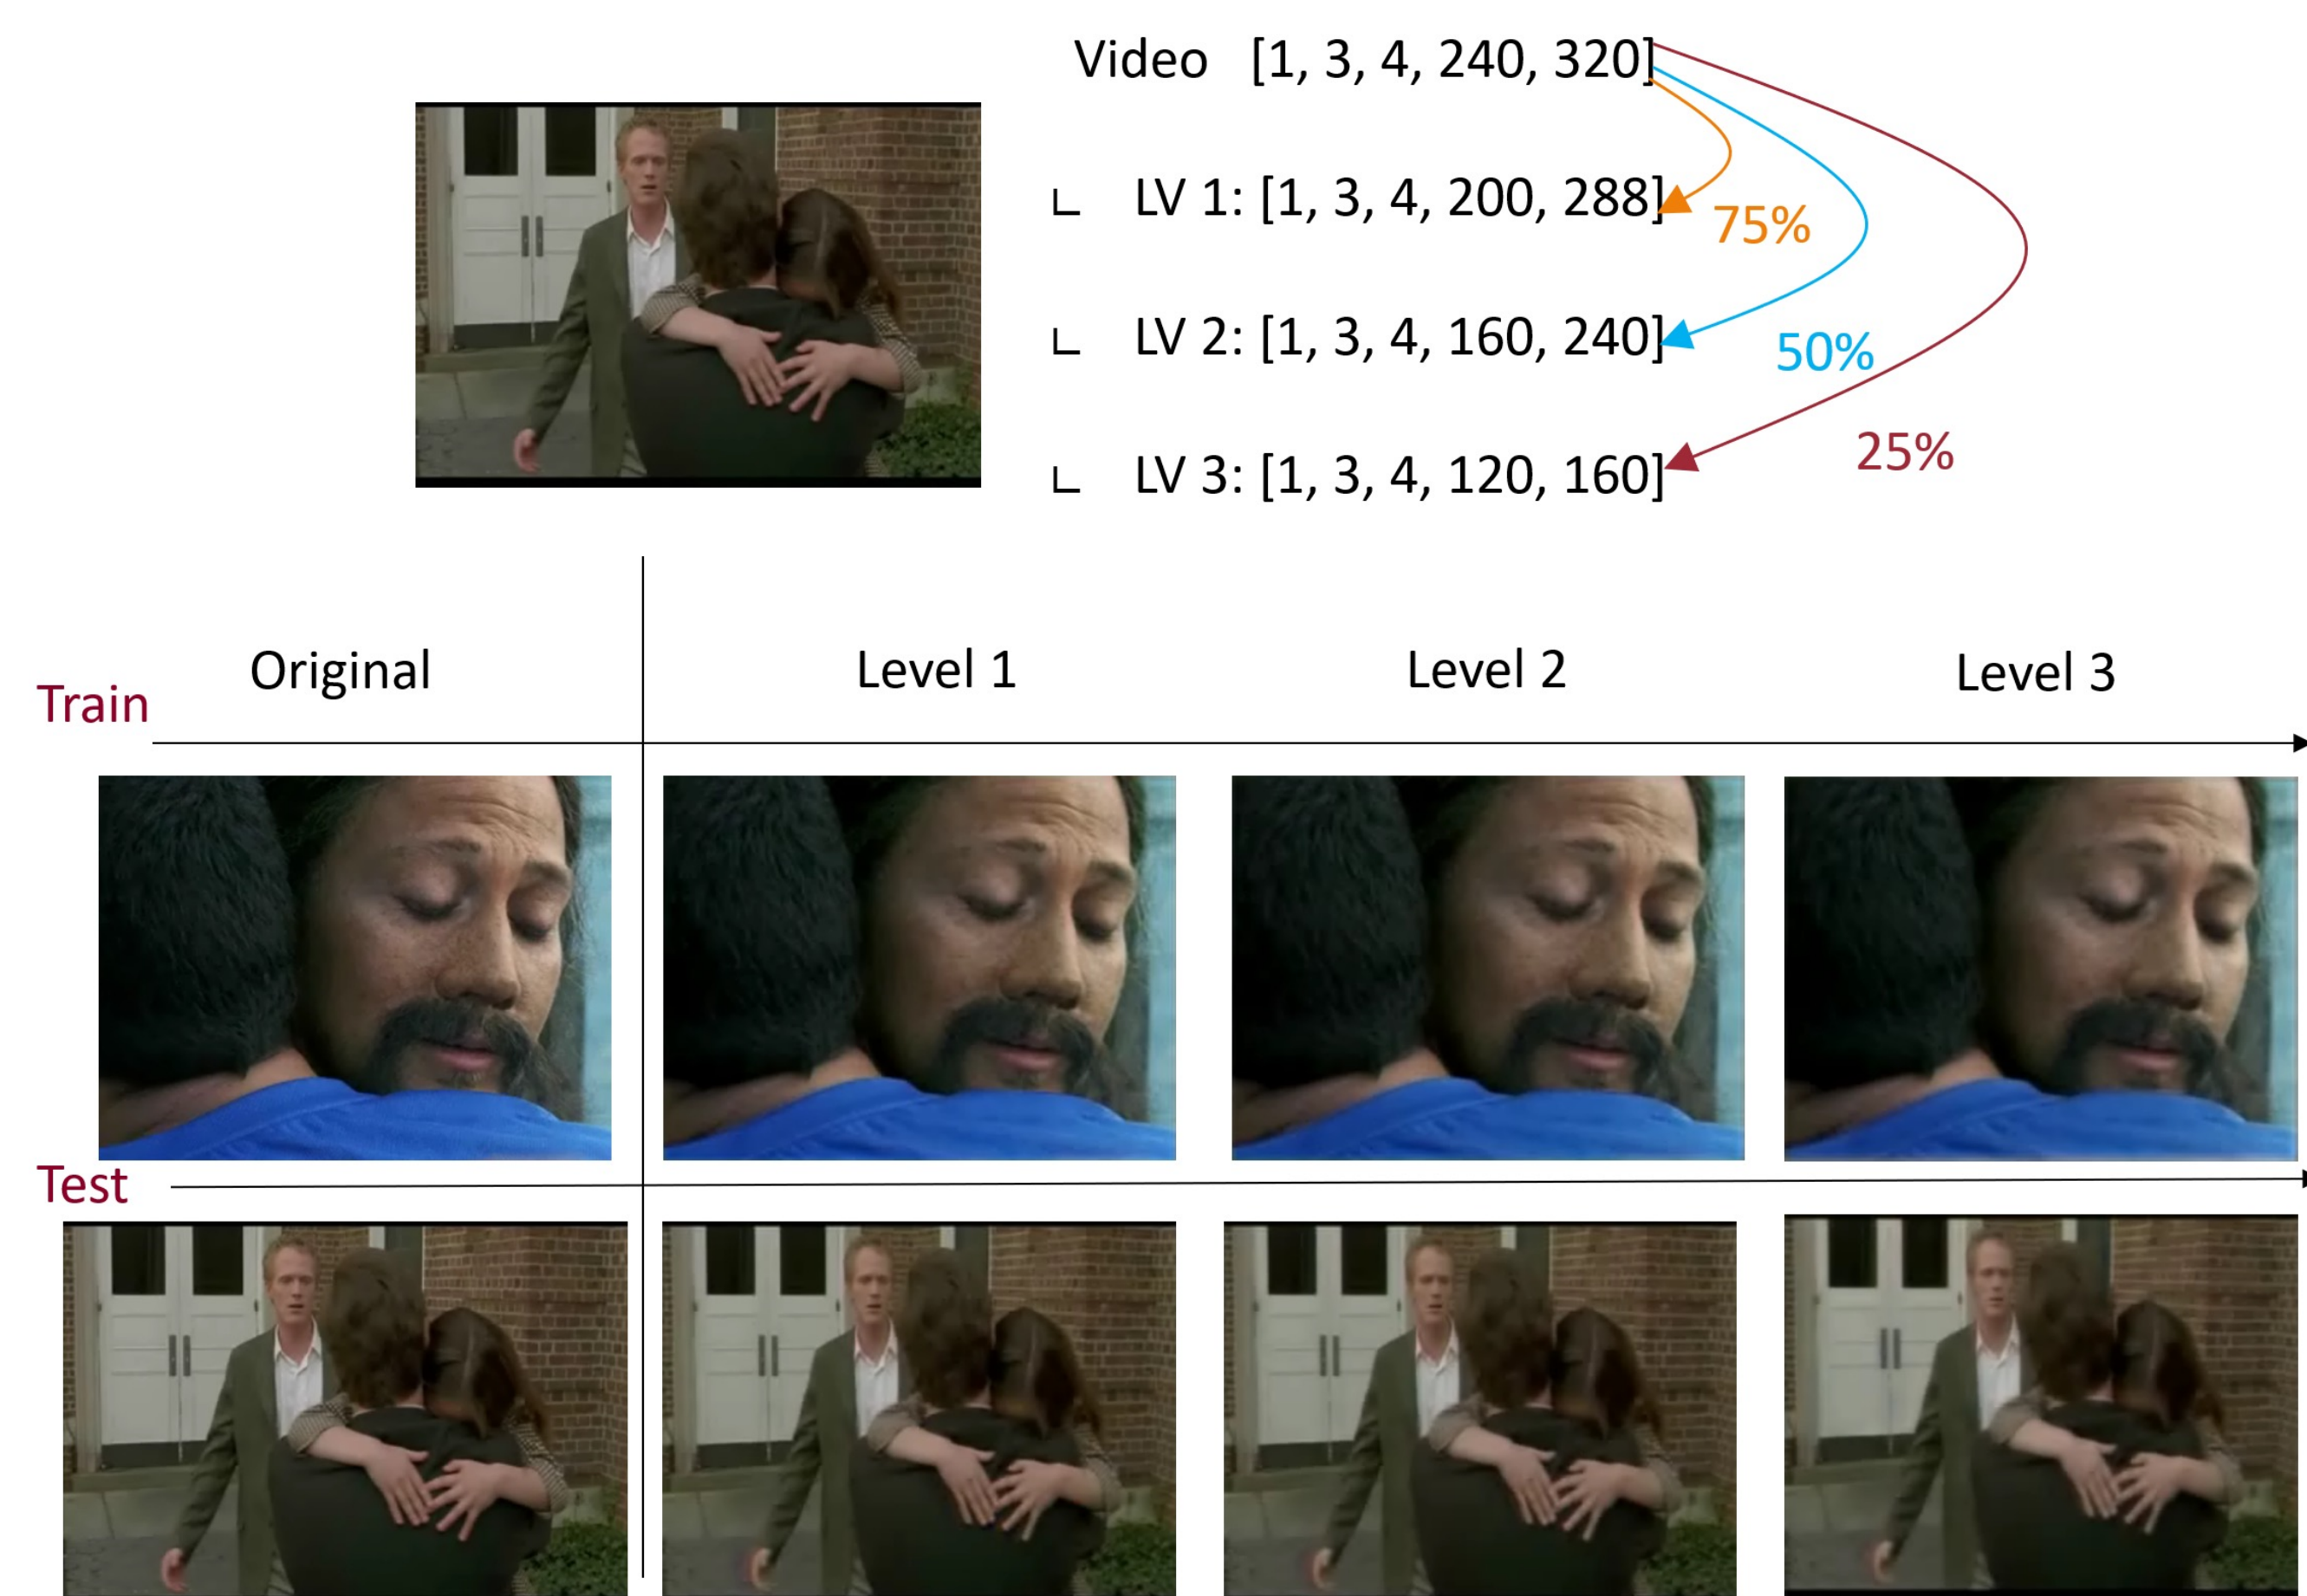 Video [1, 3, 4, 240, 320]
∟ LV 1: [1, 3, 4, 200, 288]
75%
∟ LV 2: [1, 3, 4, 160, 240]
50%
∟ LV 3: [1, 3, 4, 120, 160]
25%
Original Level 1 Level 2 Level 3
Train
Test